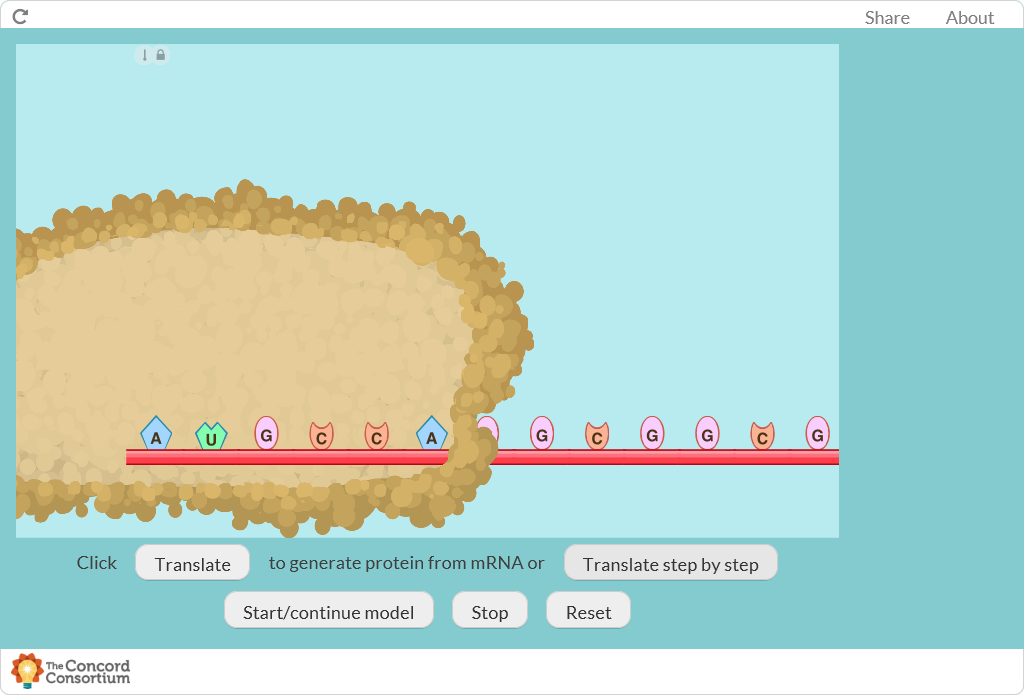 Share About
A U G C C A G C G G C G
Click Translate to generate protein from mRNA or Translate step by step
Start/continue model Stop Reset
The Concord
Consortium